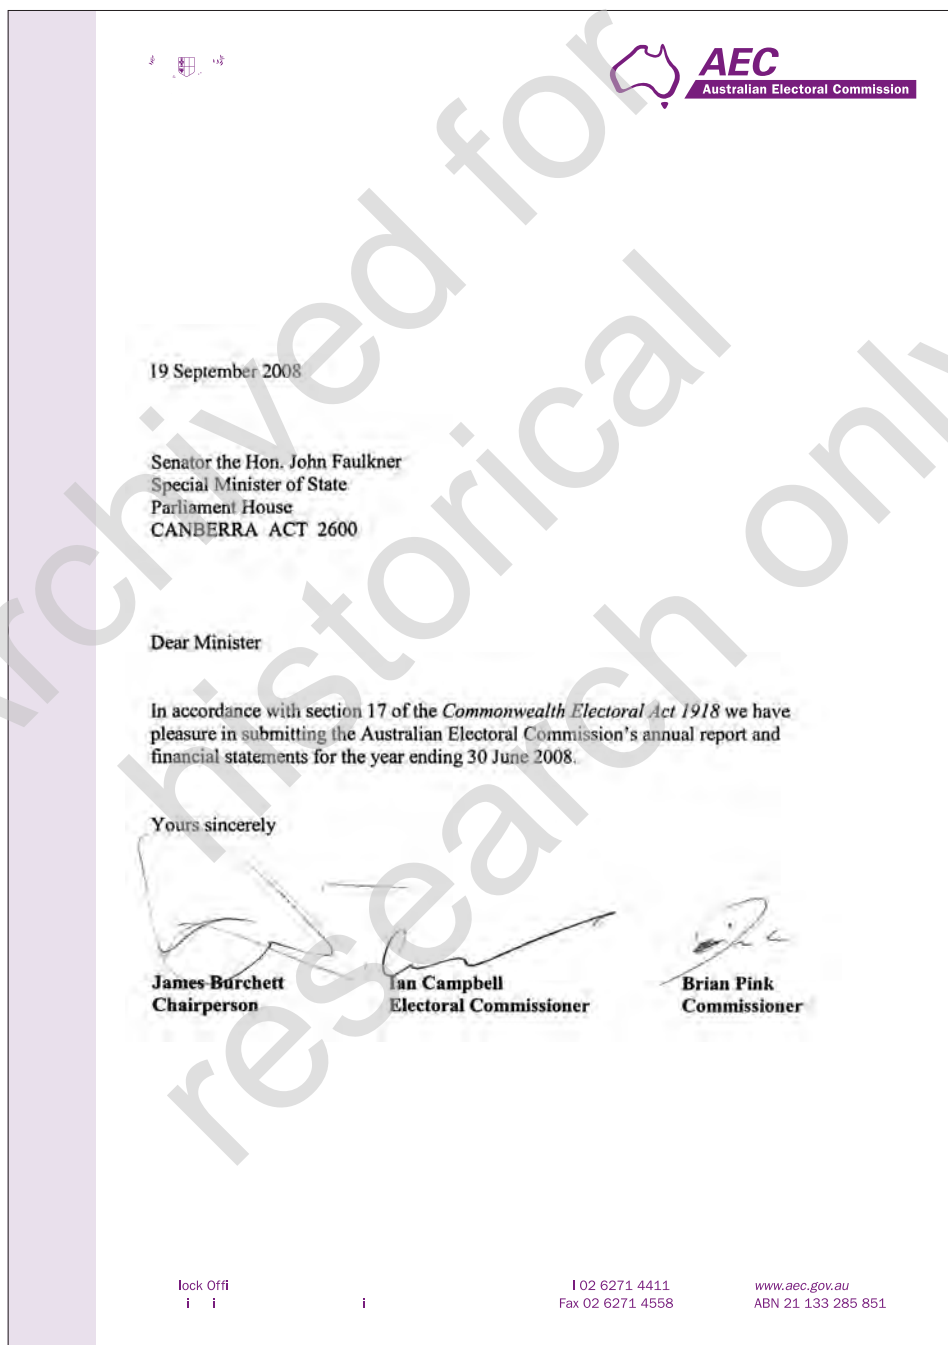 AEC
Australian Electoral Commission
19 September 2008
Senator the Hon. John Faulkner
Special Minister of State
Parliament House
CANBERRA ACT 2600
Dear Minister
In accordance with section 17 of the Commonwealth Electoral Act 1918 we have
pleasure in submitting the Australian Electoral Commission's annual report and
financial statements for the year ending 30 June 2008.
Yours sincerely
James Burchett
Chairperson
Ian Campbell
Electoral Commissioner
Brian Pink
Commissioner
02 6271 4411
Fax 02 6271 4558
www.aec.gov.au
ABN 21 133 285 851
Archived for
historical
research only